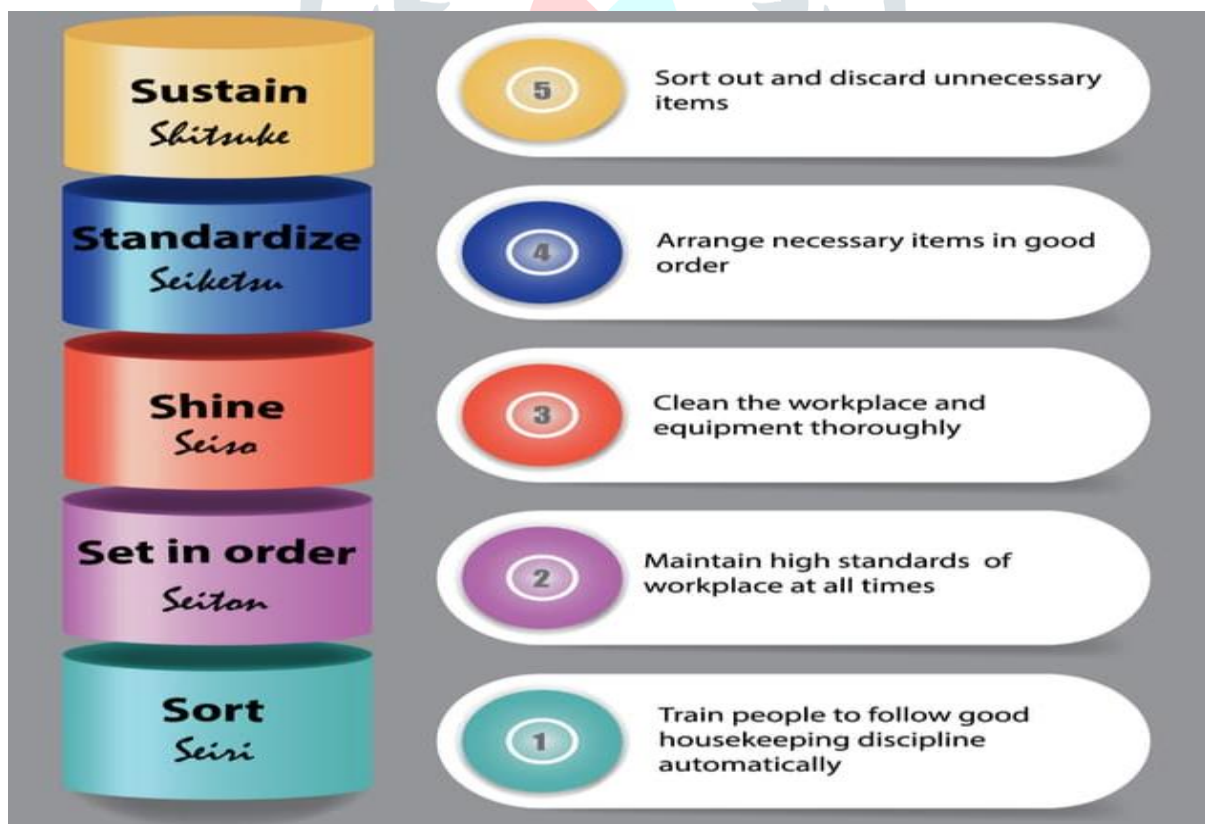 Sustain
Shitsuke
5
Sort out and discard unnecessary
items
Standardize
Seiketsu
4
Arrange necessary items in good
order
Shine
Seiso
3
Clean the workplace and
equipment thoroughly
Set in order
Seiton
2
Maintain high standards of
workplace at all times
Sort
Seiri
1
Train people to follow good
housekeeping discipline
automatically